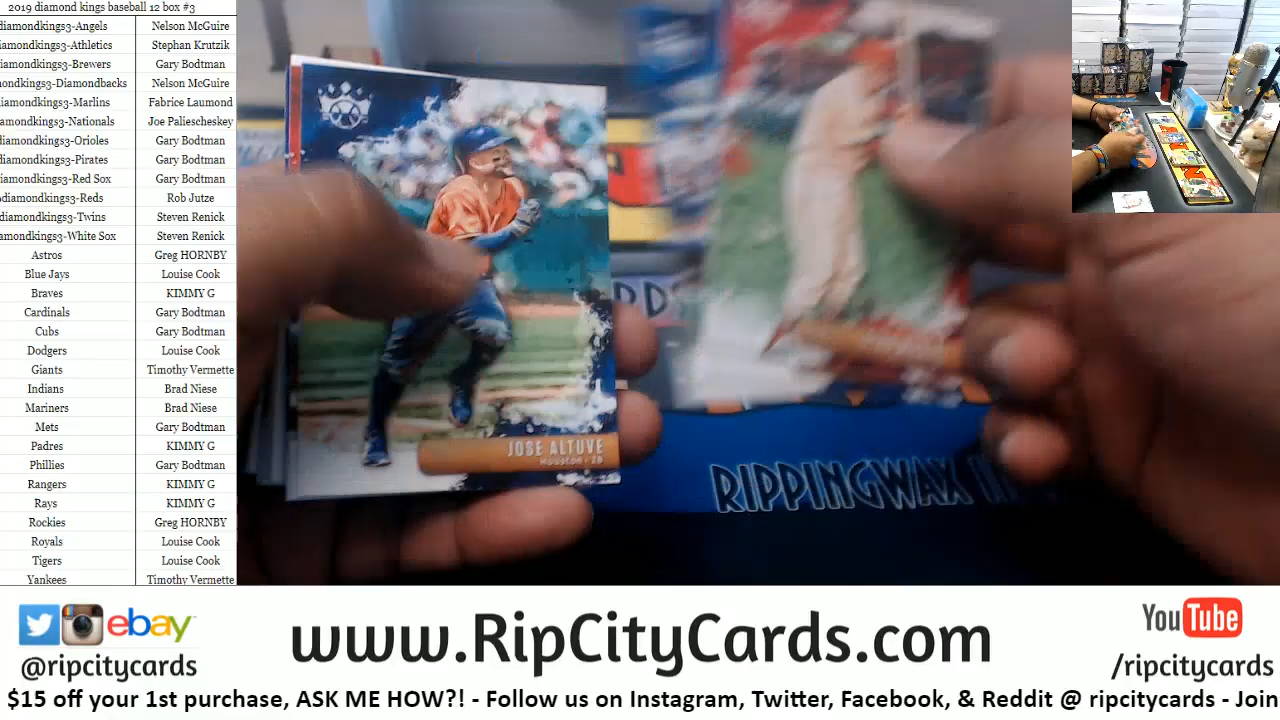 2019 diamond kings baseball 12 box #3
diamondkings3-Angels Nelson McGuire
iamondkings3-Athletics Stephan Krutzik
diamondkings3-Brewers Gary Bodtman
mondkings3-Diamondbacks Nelson McGuire
diamondkings3-Marlins Fabrice Laumond
amondkings3-Nationals Joe Paliescheskey
diamondkings3-Orioles Gary Bodtman
diamondkings3-Pirates Gary Bodtman
iamondkings3-Red Sox Gary Bodtman
diamondkings3-Reds Rob Jutze
diamondkings3-Twins Steven Renick
amondkings3-White Sox Steven Renick
Astros Greg HORNBY
Blue Jays Louise Cook
Braves KIMMY G
Cardinals Gary Bodtman
Cubs Gary Bodtman
Dodgers Louise Cook
Giants Timothy Vermette
Indians Brad Niese
Mariners Brad Niese
Mets Gary Bodtman
Padres KIMMY G
Phillies Gary Bodtman
Rangers KIMMY G
Rays KIMMY G
Rockies Greg HORNBY
Royals Louise Cook
Tigers Louise Cook
Yankees Timothy Vermette
JOSE ALTUVE
HOUSTON - 2B
RIPPINGWAX
ebay
@ripcitycards
www.RipCityCards.com
YouTube
/ripcitycards
$15 off your 1st purchase, ASK ME HOW?! - Follow us on Instagram, Twitter, Facebook, & Reddit @ ripcitycards - Join